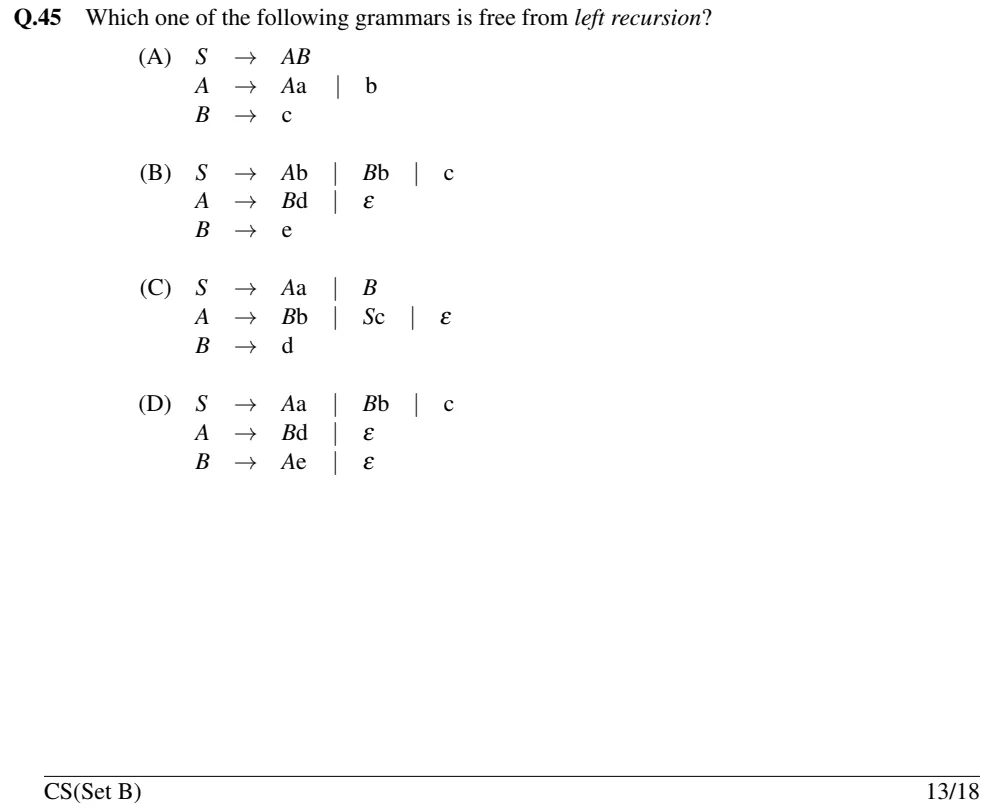 Q.45 Which one of the following grammars is free from left recursion?
(A) S → AB
A → Aa | b
B → c
(B) S → Ab | Bb | c
A → Bd | ε
B → e
(C) S → Aa | B
A → Bb | Sc | ε
B → d
(D) S → Aa | Bb | c
A → Bd | ε
B → Ae | ε
CS(Set B) 13/18